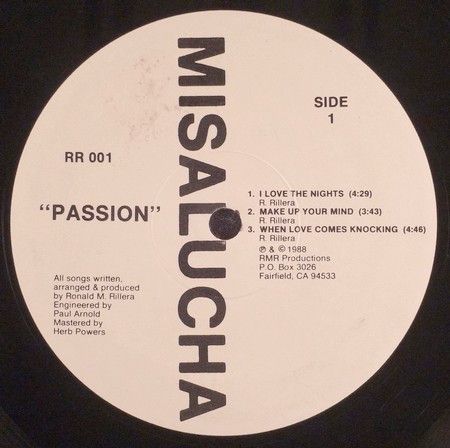 MISALUCHA
SIDE
1
RR 001
"PASSION"
1. I LOVE THE NIGHTS (4:29)
R. Rillera
2. MAKE UP YOUR MIND (3:43)
R. Rillera
3. WHEN LOVE COMES KNOCKING (4:46)
R. Rillera
℗ & © 1988
RMR Productions
P.O. Box 3026
Fairfield, CA 94533
All songs written,
arranged & produced
by Ronald M. Rillera
Engineered by
Paul Arnold
Mastered by
Herb Powers